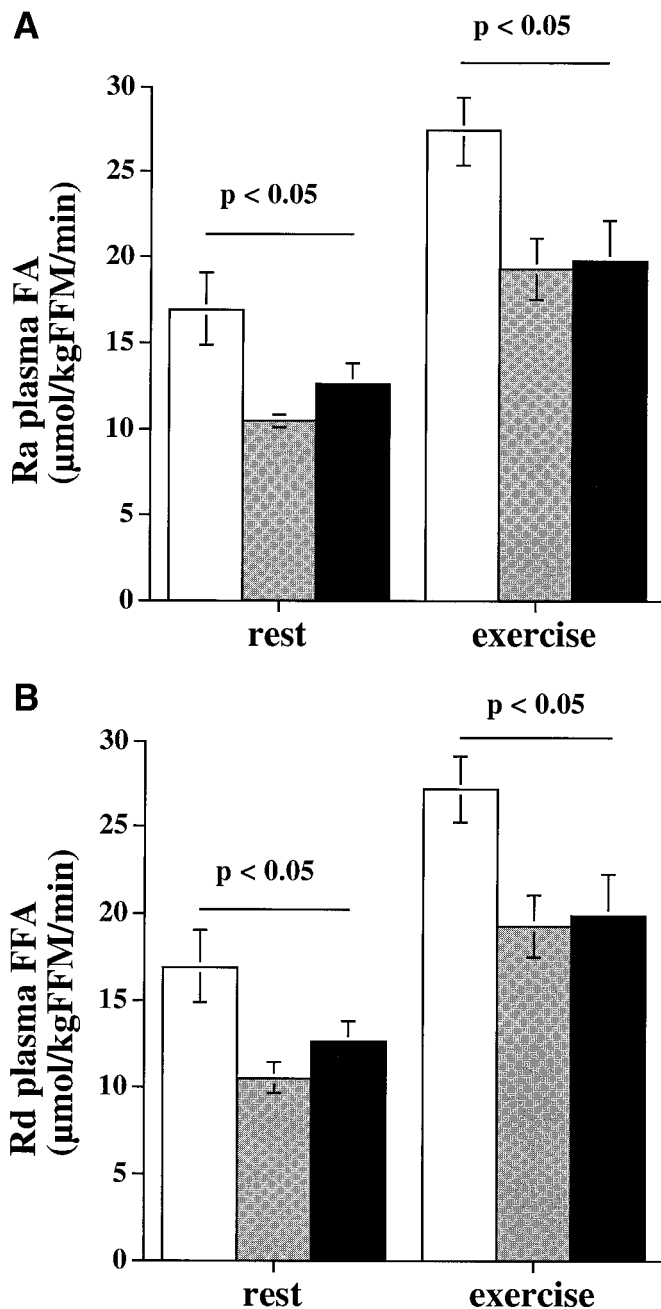 A
p < 0.05
30
p < 0.05
25
20
15
10
5
0
Ra plasma FA
(µmol/kgFFM/min)
rest exercise
B
p < 0.05
30
25
p < 0.05
20
15
10
5
0
Rd plasma FFA
(µmol/kgFFM/min)
rest exercise